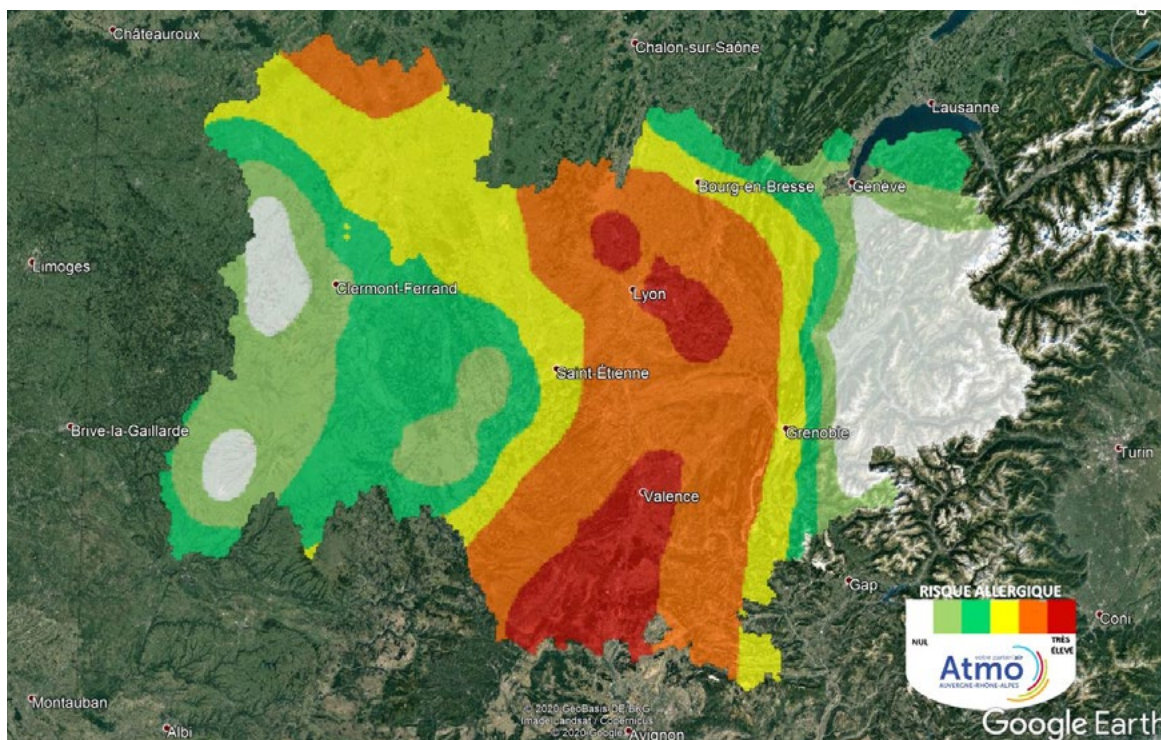 Châteauroux
Chalon-sur-Saône
Lausanne
Bourg-en-Bresse
Genève
Limoges
Clermont-Ferrand
Lyon
Saint-Étienne
Brive-la-Gaillarde
Grenoble
Turin
Valence
Gap
RISQUE ALLERGIQUE
Coni
NUL
TRÈS
ÉLEVÉ
Atmo
AUVERGNE-RHÔNE-ALPES
Montauban
Albi
© 2020 GeoBasis-DE/BKG
Image Landsat / Copernicus
© 2020 Google
Avignon
Google Earth